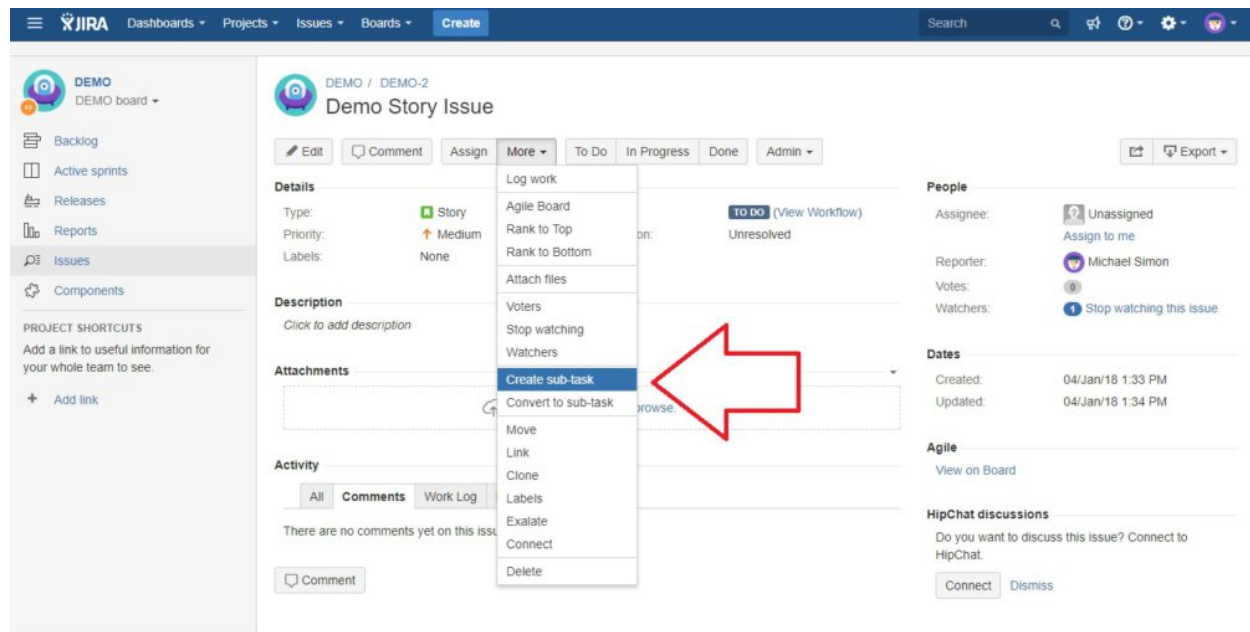 JIRA Dashboards Projects Issues Boards Create Search
DEMO
DEMO board
Backlog
Active sprints
Releases
Reports
Issues
Components
PROJECT SHORTCUTS
Add a link to useful information for
your whole team to see.
+ Add link
DEMO / DEMO-2
Demo Story Issue
Edit Comment Assign More To Do In Progress Done Admin Export
Details
Type: Story
Priority: Medium
Labels: None
TO DO (View Workflow)
Unresolved
Description
Click to add description
Attachments
browse.
Activity
All Comments Work Log
There are no comments yet on this
Comment
Log work
Agile Board
Rank to Top
Rank to Bottom
Attach files
Voters
Stop watching
Watchers
Create sub-task
Convert to sub-task
Move
Link
Clone
Labels
Exalate
Connect
Delete
People
Assignee: Unassigned
Assign to me
Reporter: Michael Simon
Votes: 0
Watchers: 1 Stop watching this issue
Dates
Created: 04/Jan/18 1:33 PM
Updated: 04/Jan/18 1:34 PM
Agile
View on Board
HipChat discussions
Do you want to discuss this issue? Connect to
HipChat.
Connect Dismiss